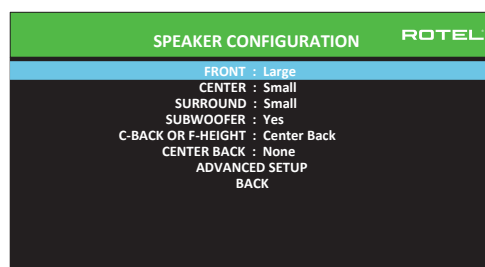 SPEAKER CONFIGURATION
ROTEL
FRONT : Large
CENTER : Small
SURROUND : Small
SUBWOOFER : Yes
C-BACK OR F-HEIGHT : Center Back
CENTER BACK : None
ADVANCED SETUP
BACK